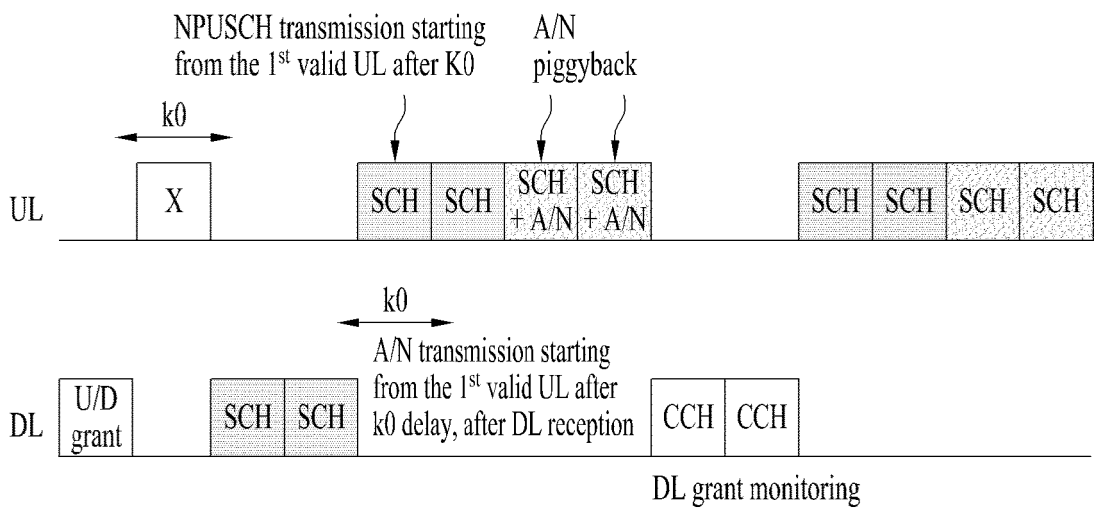 NPUSCH transmission starting
from the 1st valid UL after K0
A/N
piggyback
k0
UL
X
SCH
SCH
SCH
+ A/N
SCH
+ A/N
SCH
SCH
SCH
SCH
k0
A/N transmission starting
from the 1st valid UL after
k0 delay, after DL reception
DL
U/D
grant
SCH
SCH
CCH
CCH
DL grant monitoring